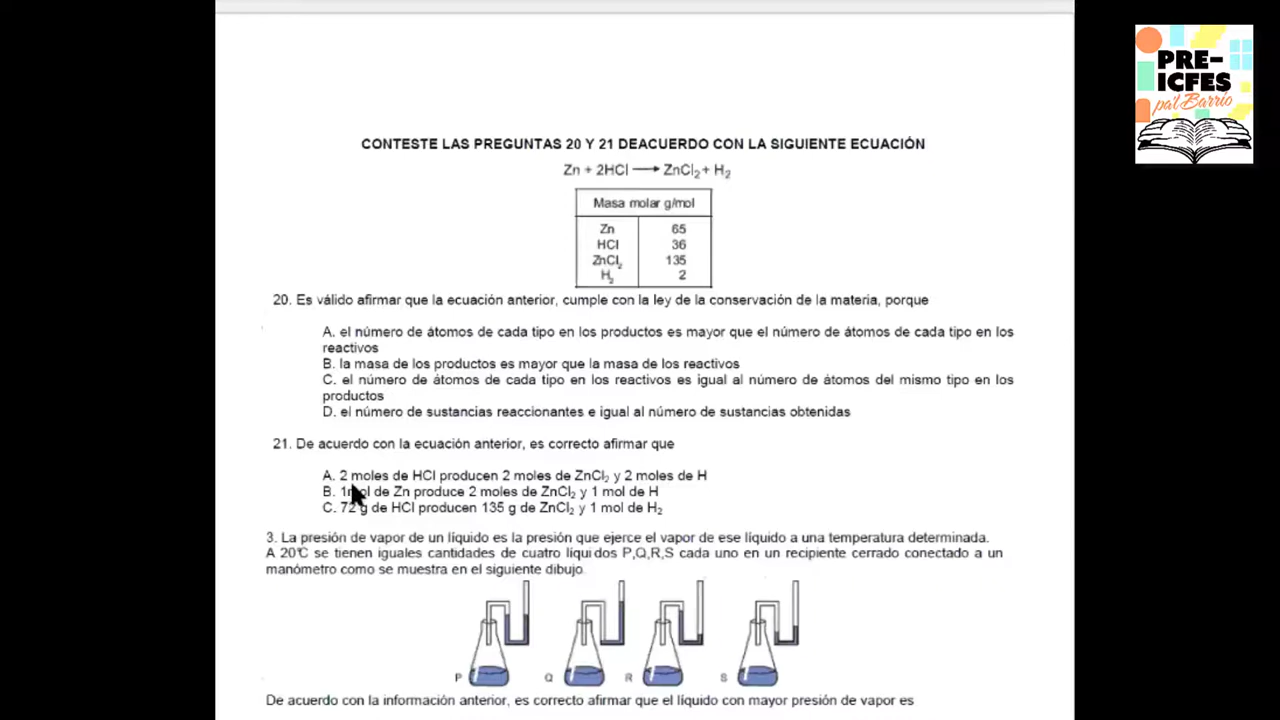 PRE-
ICFES
pa'l Barrio
CONTESTE LAS PREGUNTAS 20 Y 21 DEACUERDO CON LA SIGUIENTE ECUACIÓN
Zn + 2HCl ⟶ ZnCl₂ + H₂
Masa molar g/mol
Zn 65
HCl 36
ZnCl₂ 135
H₂ 2
20. Es válido afirmar que la ecuación anterior, cumple con la ley de la conservación de la materia, porque
A. el número de átomos de cada tipo en los productos es mayor que el número de átomos de cada tipo en los
reactivos
B. la masa de los productos es mayor que la masa de los reactivos
C. el número de átomos de cada tipo en los reactivos es igual al número de átomos del mismo tipo en los
productos
D. el número de sustancias reaccionantes e igual al número de sustancias obtenidas
21. De acuerdo con la ecuación anterior, es correcto afirmar que
A. 2 moles de HCl producen 2 moles de ZnCl₂ y 2 moles de H
B. 1mol de Zn produce 2 moles de ZnCl₂ y 1 mol de H
C. 72 g de HCl producen 135 g de ZnCl₂ y 1 mol de H₂
3. La presión de vapor de un líquido es la presión que ejerce el vapor de ese líquido a una temperatura determinada.
A 20°C se tienen iguales cantidades de cuatro líquidos P,Q,R,S cada uno en un recipiente cerrado conectado a un
manómetro como se muestra en el siguiente dibujo.
P Q R S
De acuerdo con la información anterior, es correcto afirmar que el líquido con mayor presión de vapor es